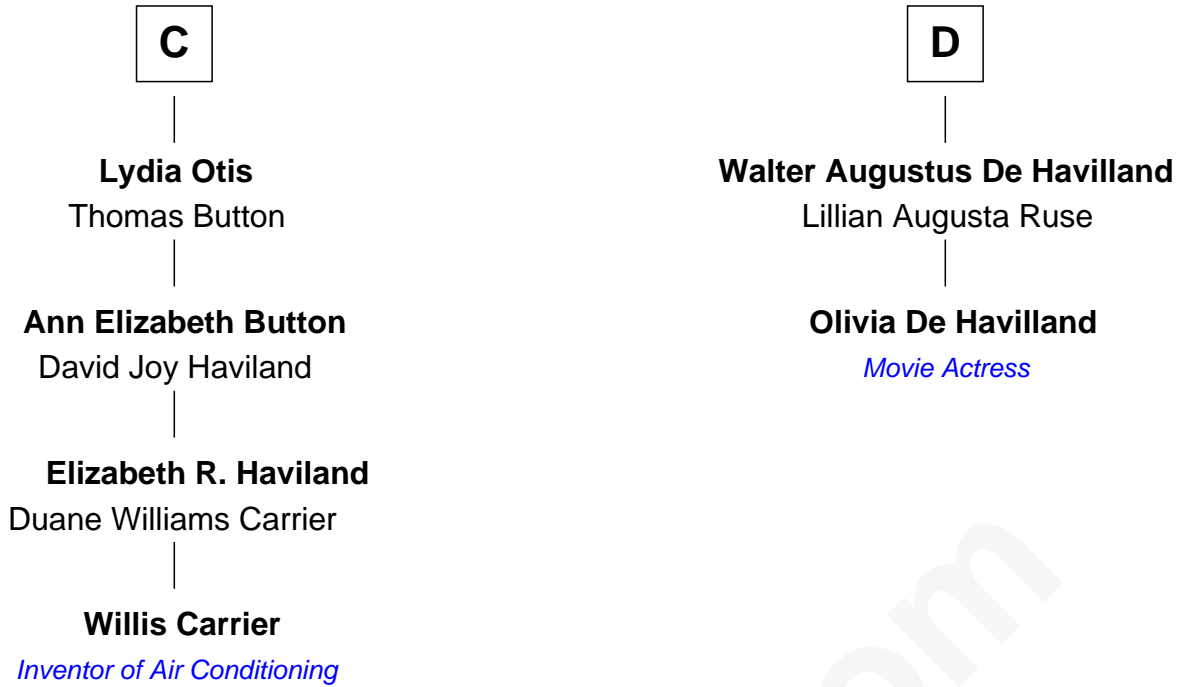 C
Lydia Otis
Thomas Button
Ann Elizabeth Button
David Joy Haviland
Elizabeth R. Haviland
Duane Williams Carrier
Willis Carrier
Inventor of Air Conditioning
D
Walter Augustus De Havilland
Lillian Augusta Ruse
Olivia De Havilland
Movie Actress
om